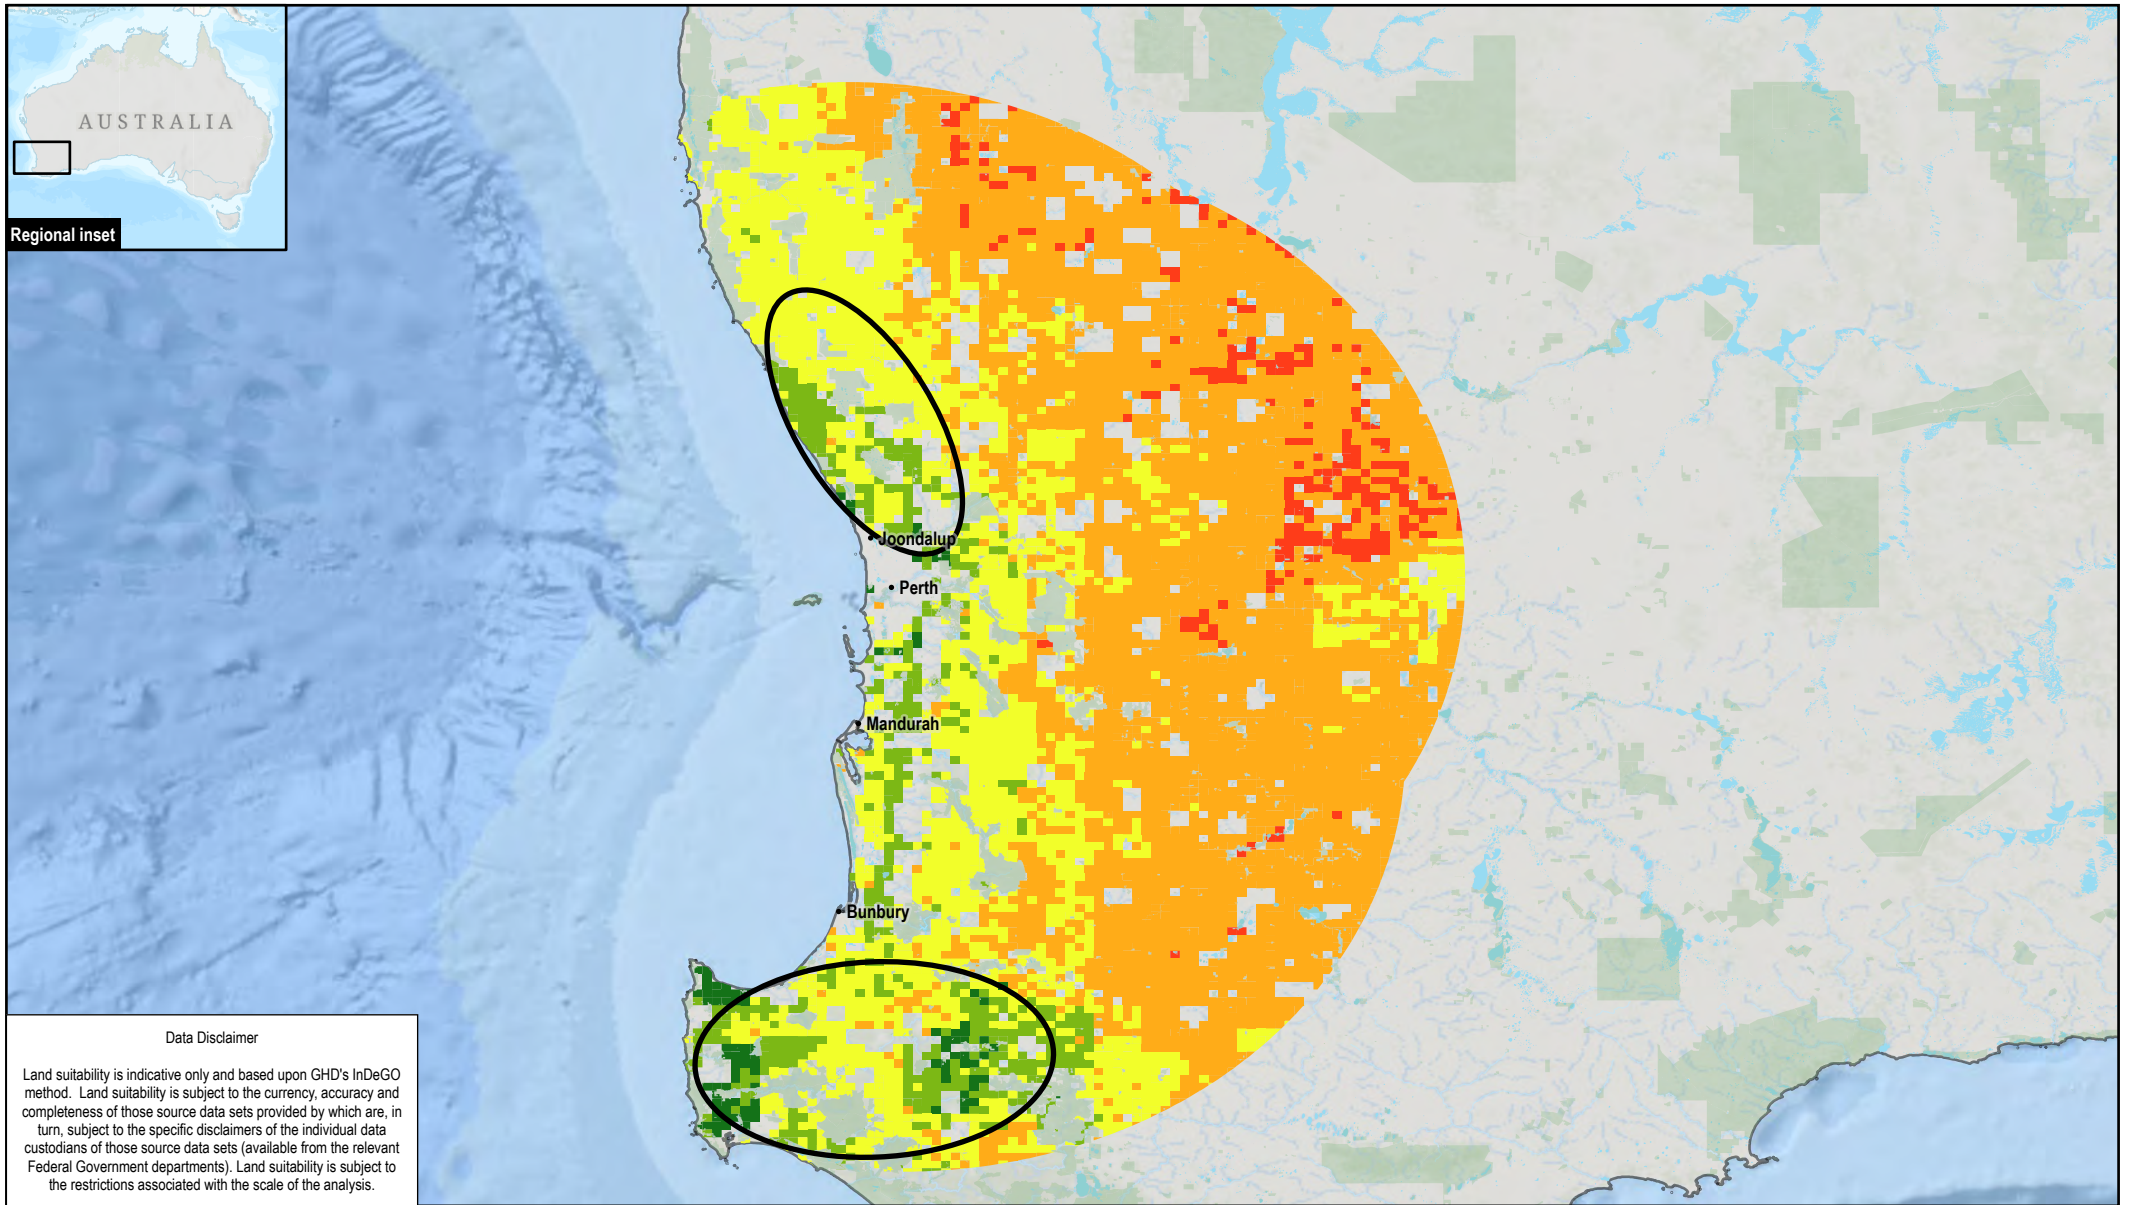 AUSTRALIA
Regional inset
Joondalup
Perth
Mandurah
Bunbury
Data Disclaimer
Land suitability is indicative only and based upon GHD's InDeGO
method.  Land suitability is subject to the currency, accuracy and
completeness of those source data sets provided by which are, in
turn, subject to the specific disclaimers of the individual data
custodians of those source data sets (available from the relevant
Federal Government departments). Land suitability is subject to
the restrictions associated with the scale of the analysis.